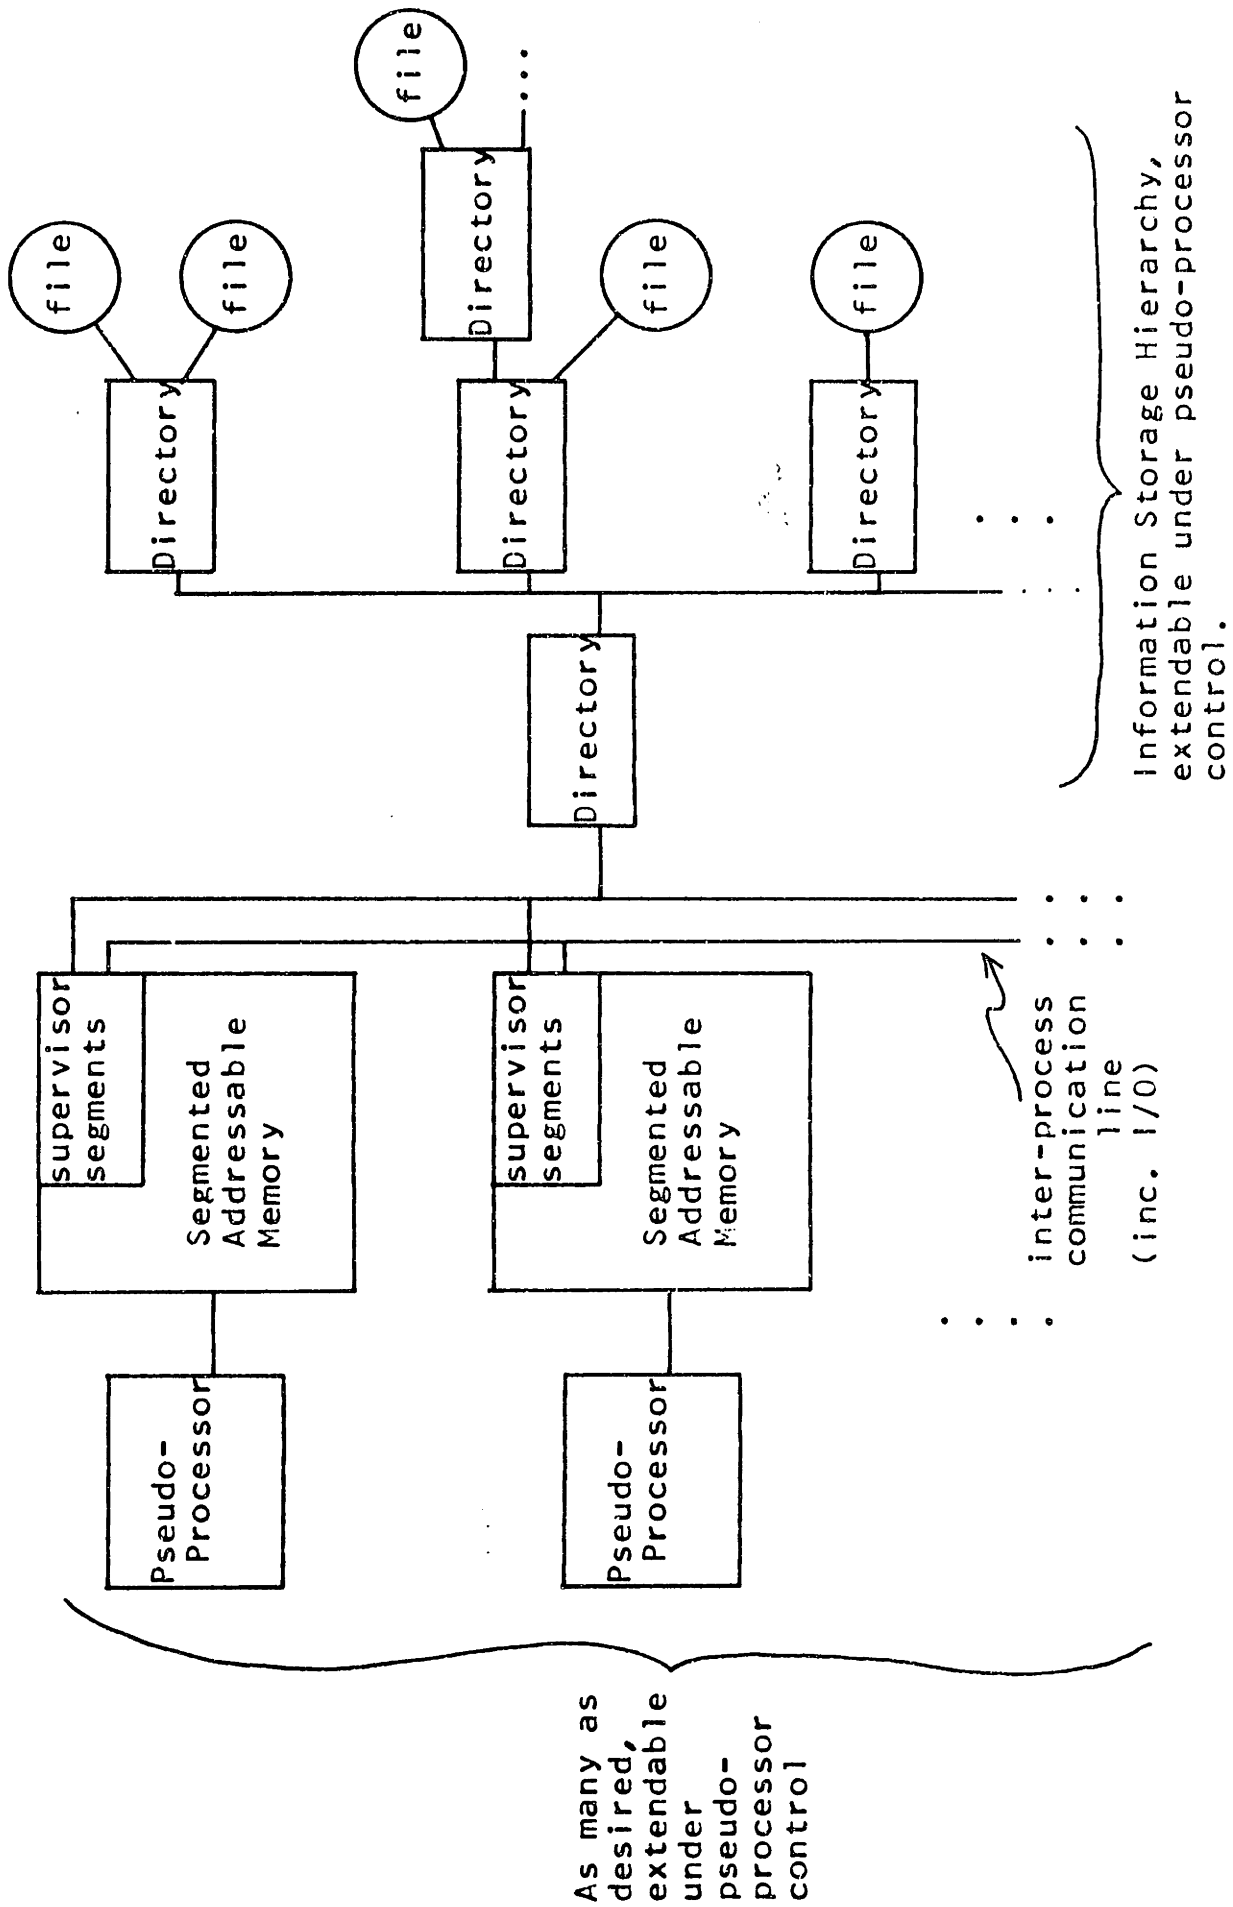 As many as
desired,
extendable
under
pseudo-
processor
control
Pseudo-
Processor
supervisor
segments
Segmented
Addressable
Memory
Pseudo-
Processor
supervisor
segments
Segmented
Addressable
Memory
inter-process
communication
line
(inc. I/O)
Directory
Directory
file
file
Directory
Directory
file
file
Directory
file
Information Storage Hierarchy,
extendable under pseudo-processor
control.